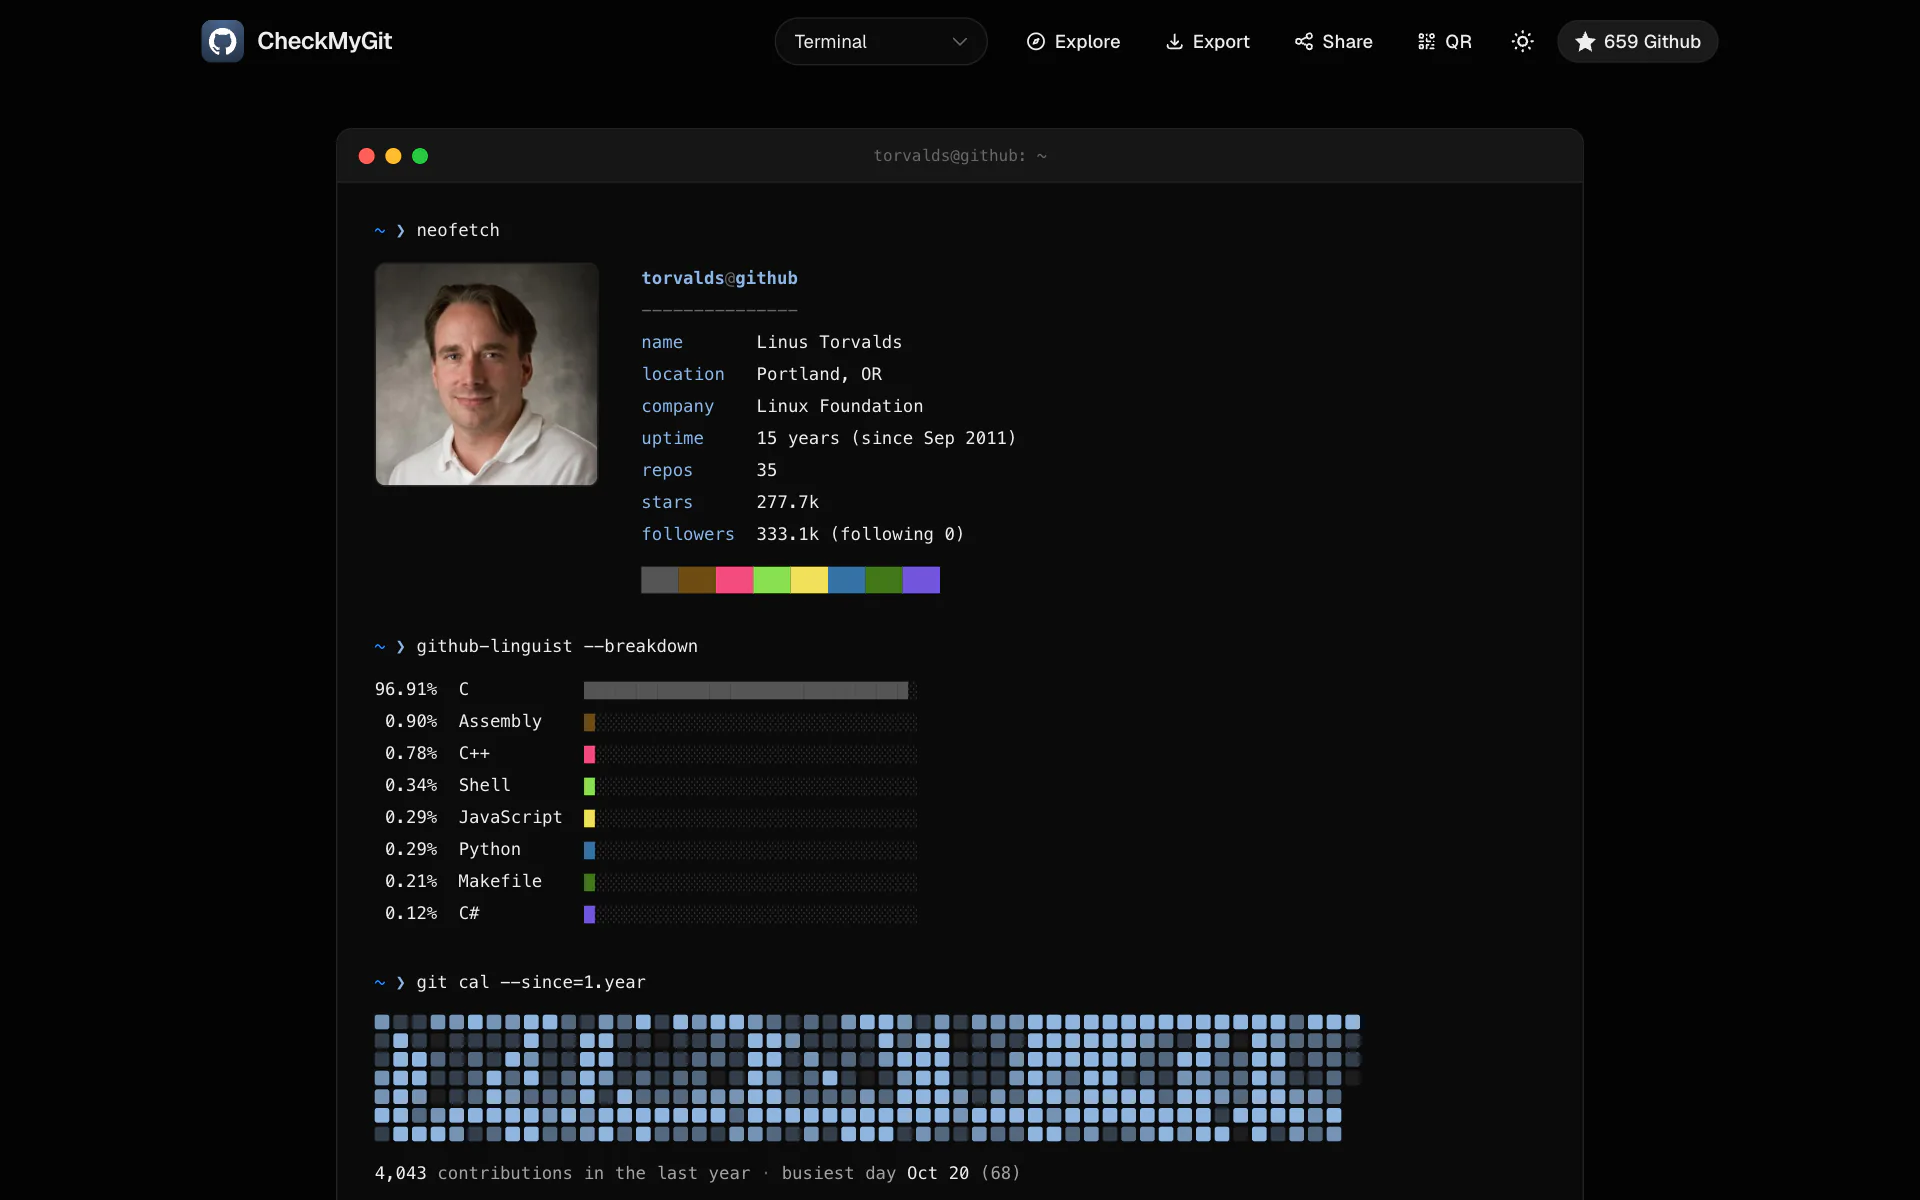 CheckMyGit
Terminal
Explore
Export
Share
QR
659 Github
torvalds@github: ~
~ ❯ neofetch
torvalds@github
---------------
name Linus Torvalds
location Portland, OR
company Linux Foundation
uptime 15 years (since Sep 2011)
repos 35
stars 277.7k
followers 333.1k (following 0)
~ ❯ github-linguist --breakdown
96.91% C
0.90% Assembly
0.78% C++
0.34% Shell
0.29% JavaScript
0.29% Python
0.21% Makefile
0.12% C#
~ ❯ git cal --since=1.year
4,043 contributions in the last year · busiest day Oct 20 (68)